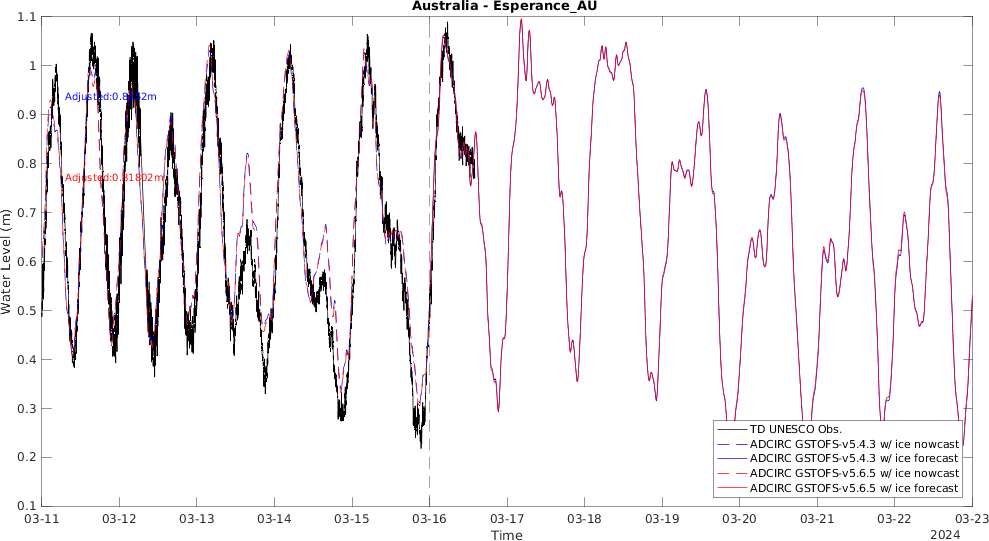 Australia - Esperance_AU
1.1
1
0.9
0.8
0.7
0.6
0.5
0.4
0.3
0.2
0.1
Water Level (m)
Adjusted:0.81802m
TD UNESCO Obs.
ADCIRC GSTOFS-v5.4.3 w/ ice nowcast
ADCIRC GSTOFS-v5.4.3 w/ ice forecast
ADCIRC GSTOFS-v5.6.5 w/ ice nowcast
ADCIRC GSTOFS-v5.6.5 w/ ice forecast
03-11 03-12 03-13 03-14 03-15 03-16 03-17 03-18 03-19 03-20 03-21 03-22 03-23
Time
2024